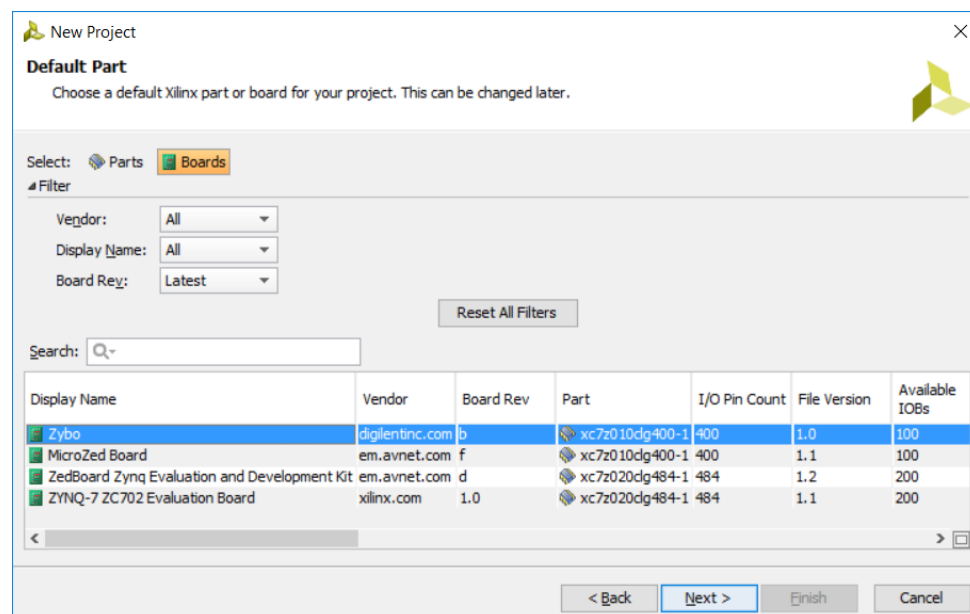 New Project
Default Part
Choose a default Xilinx part or board for your project. This can be changed later.
Select: Parts Boards
Filter
Vendor: All
Display Name: All
Board Rev: Latest
Reset All Filters
Search:
Display Name Vendor Board Rev Part I/O Pin Count File Version Available IOBs
Zybo digilentinc.com b xc7z010clg400-1 400 1.0 100
MicroZed Board em.avnet.com f xc7z010clg400-1 400 1.1 100
ZedBoard Zynq Evaluation and Development Kit em.avnet.com d xc7z020clg484-1 484 1.2 200
ZYNQ-7 ZC702 Evaluation Board xilinx.com 1.0 xc7z020clg484-1 484 1.1 200
< Back Next > Finish Cancel